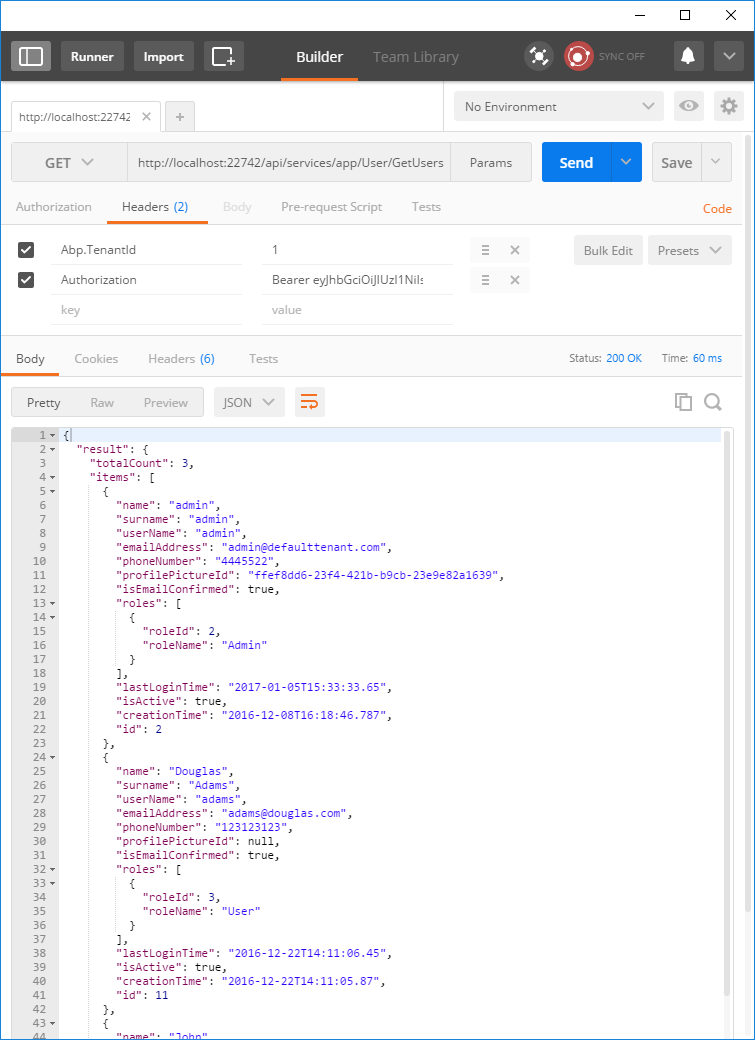 Runner Import Builder Team Library SYNC OFF
http://localhost:22742 No Environment
GET http://localhost:22742/api/services/app/User/GetUsers Params Send Save
Authorization Headers (2) Body Pre-request Script Tests Code
Abp.TenantId 1 Bulk Edit Presets
Authorization Bearer
key value
Body Cookies Headers (6) Tests Status: 200 OK Time: 60 ms
Pretty Raw Preview JSON
1 {
2 "result": {
3 "totalCount": 3,
4 "items": [
5 {
6 "name": "admin",
7 "surname": "admin",
8 "userName": "admin",
9 "emailAddress": "admin@defaulttenant.com",
10 "phoneNumber": "4445522",
11 "profilePictureId": "ffef8dd6-23f4-421b-b9cb-23e9e82a1639",
12 "isEmailConfirmed": true,
13 "roles": [
14 {
15 "roleId": 2,
16 "roleName": "Admin"
17 }
18 ],
19 "lastLoginTime": "2017-01-05T15:33:33.65",
20 "isActive": true,
21 "creationTime": "2016-12-08T16:18:46.787",
22 "id": 2
23 },
24 {
25 "name": "Douglas",
26 "surname": "Adams",
27 "userName": "adams",
28 "emailAddress": "adams@douglas.com",
29 "phoneNumber": "123123123",
30 "profilePictureId": null,
31 "isEmailConfirmed": true,
32 "roles": [
33 {
34 "roleId": 3,
35 "roleName": "User"
36 }
37 ],
38 "lastLoginTime": "2016-12-22T14:11:06.45",
39 "isActive": true,
40 "creationTime": "2016-12-22T14:11:05.87",
41 "id": 11
42 },
43 {
44 "name": "John"